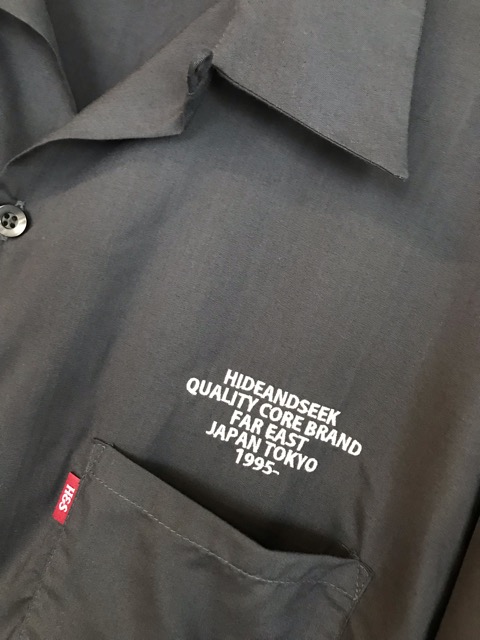 HIDEANDSEEK
QUALITY CORE BRAND
FAR EAST
JAPAN TOKYO
1995-
H&S